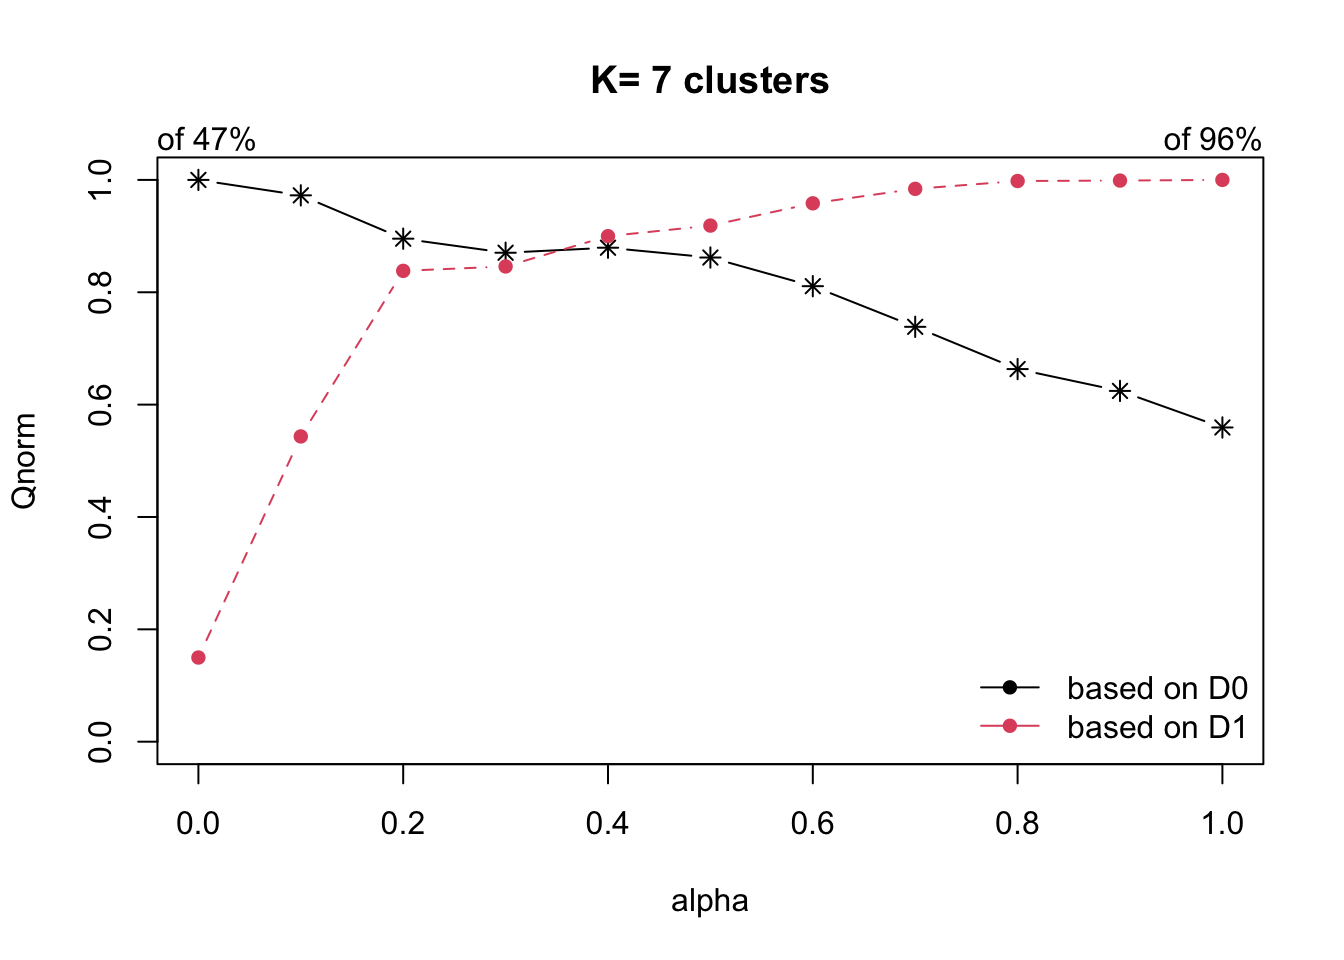 K= 7 clusters
of 47%
of 96%
Qnorm
1.0
0.8
0.6
0.4
0.2
0.0
based on D0
based on D1
0.0 0.2 0.4 0.6 0.8 1.0
alpha